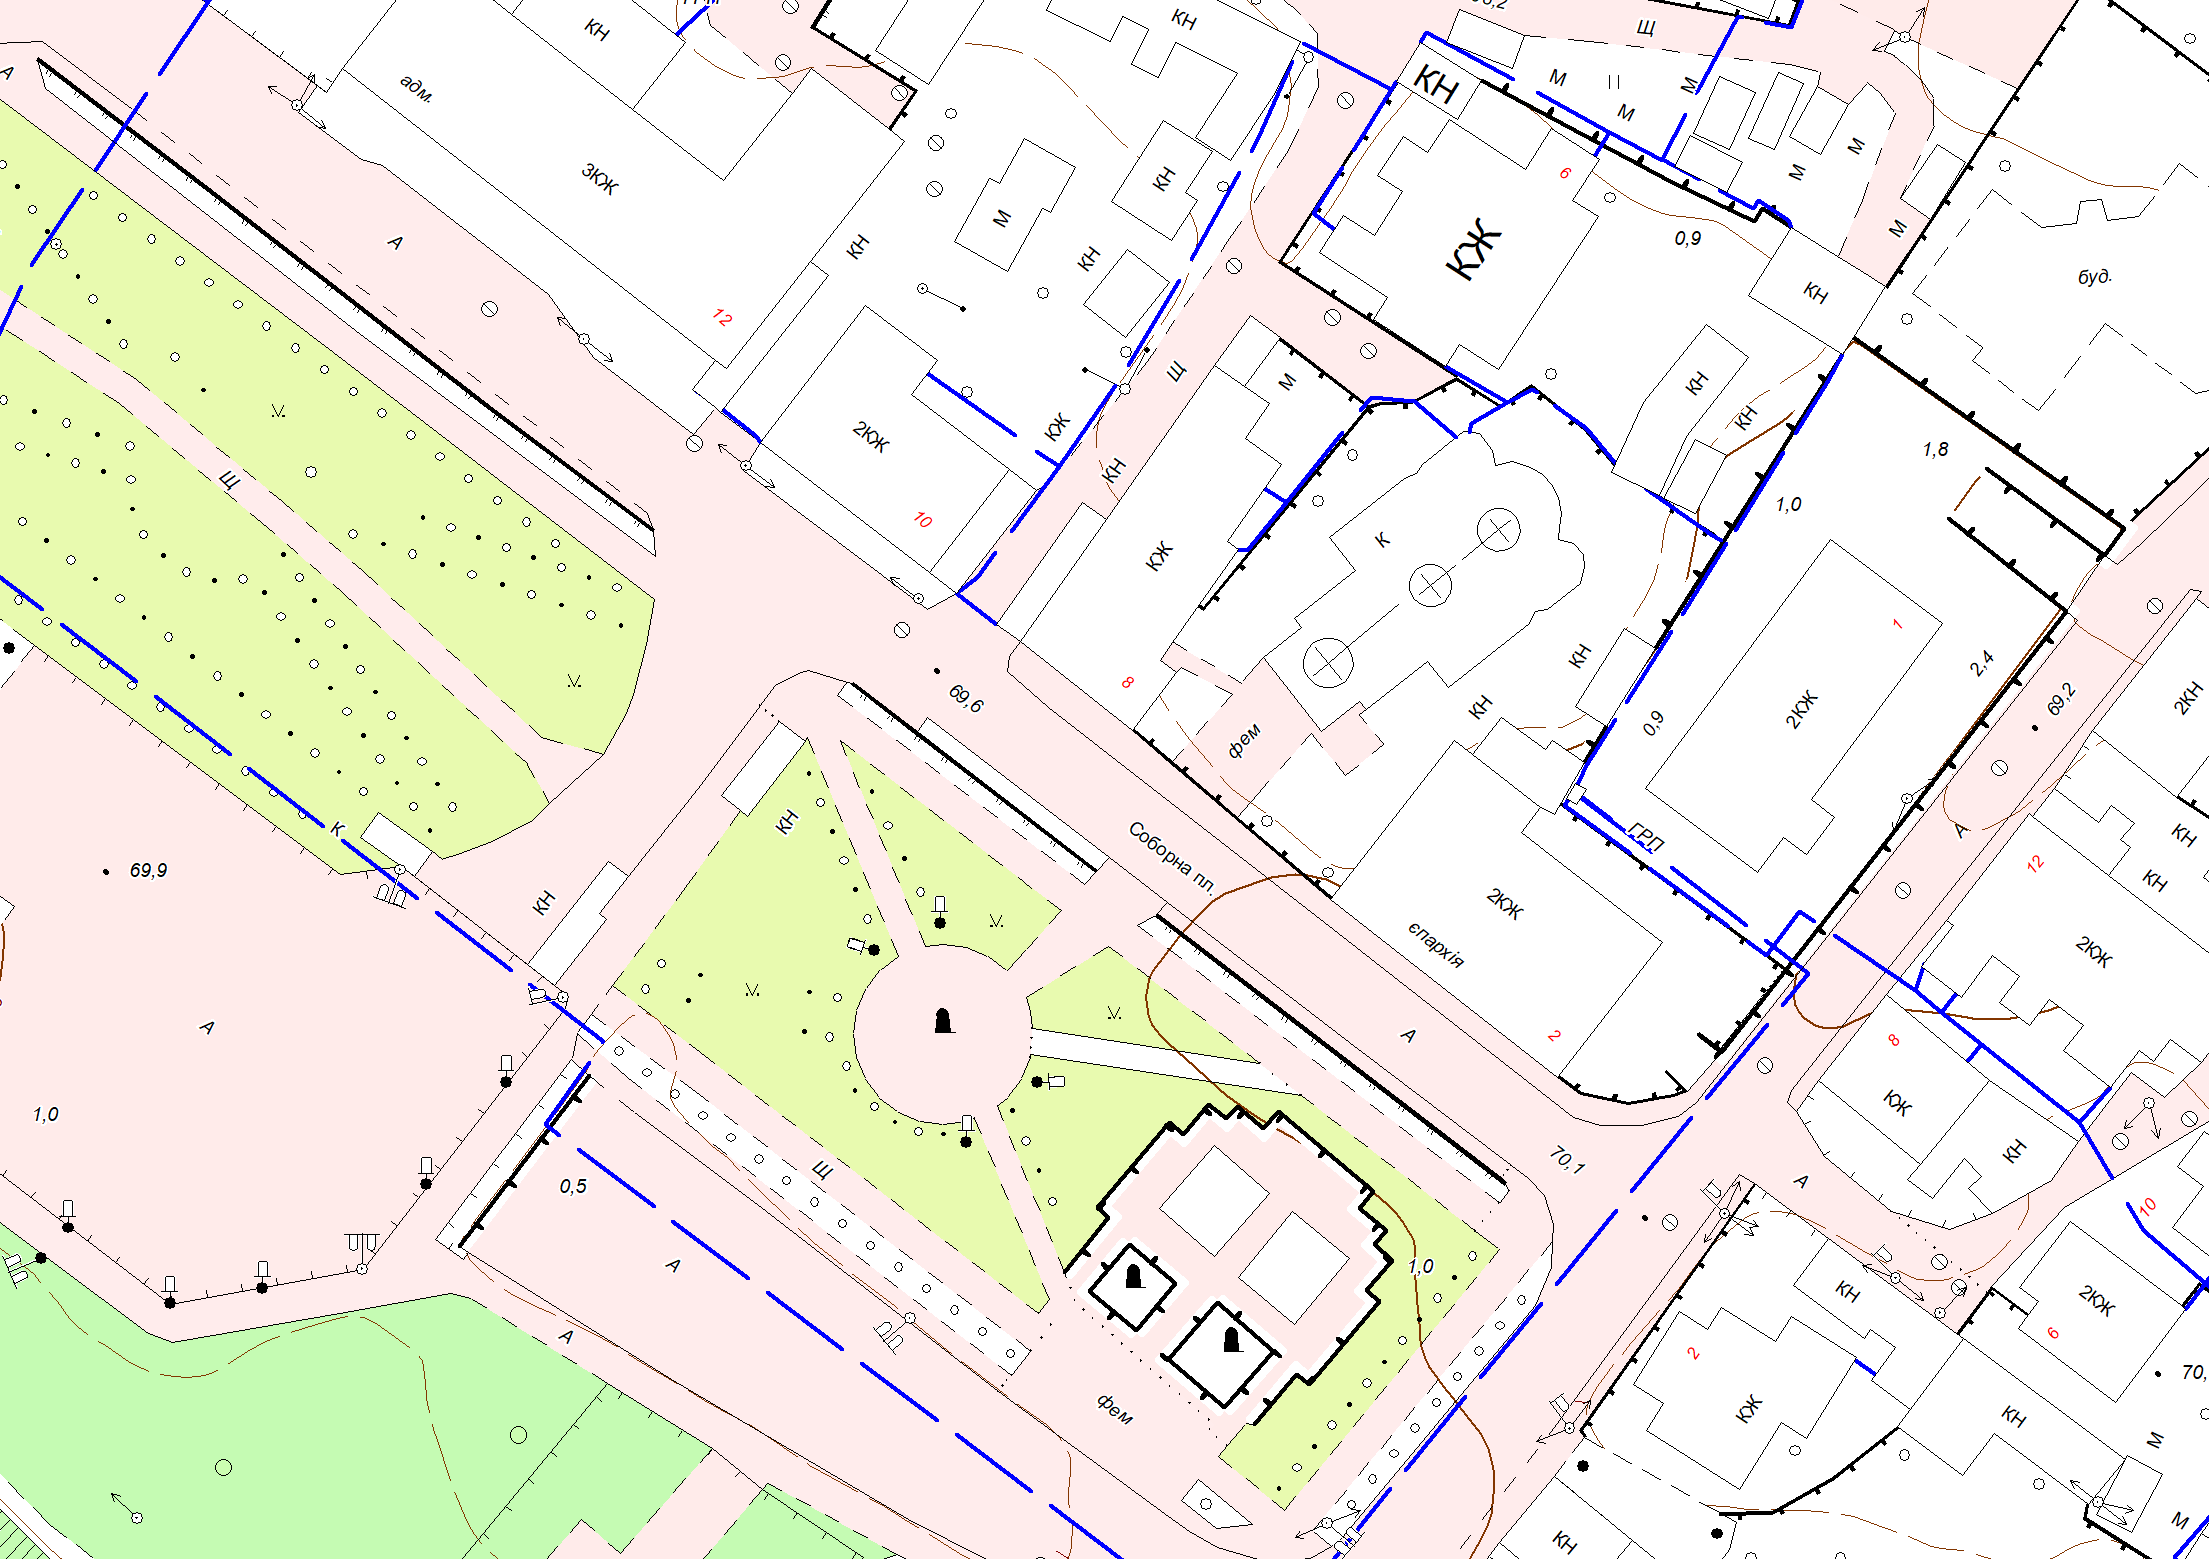 КН
КН
Щ
А
адм.
КН
М
М
М
М
3КЖ
КН
М
6
М
М
А
КН
КН
М
КЖ
0,9
буд.
12
КН
Щ
М
КН
2КЖ
КЖ
КН
1,8
Щ
КН
1,0
10
КЖ
К
1
8
69,6
КН
2,4
69,2
2КН
КН
2КЖ
0,9
фем
К
КН
Соборна пл.
ГРП
А
КН
69,9
12
КН
КН
2КЖ
єпархія
2КЖ
А
А
2
8
КЖ
1,0
Щ
0,5
70,1
КН
А
10
А
1,0
КН
2КЖ
А
2
6
70,
фем
КЖ
КН
М
КН
М